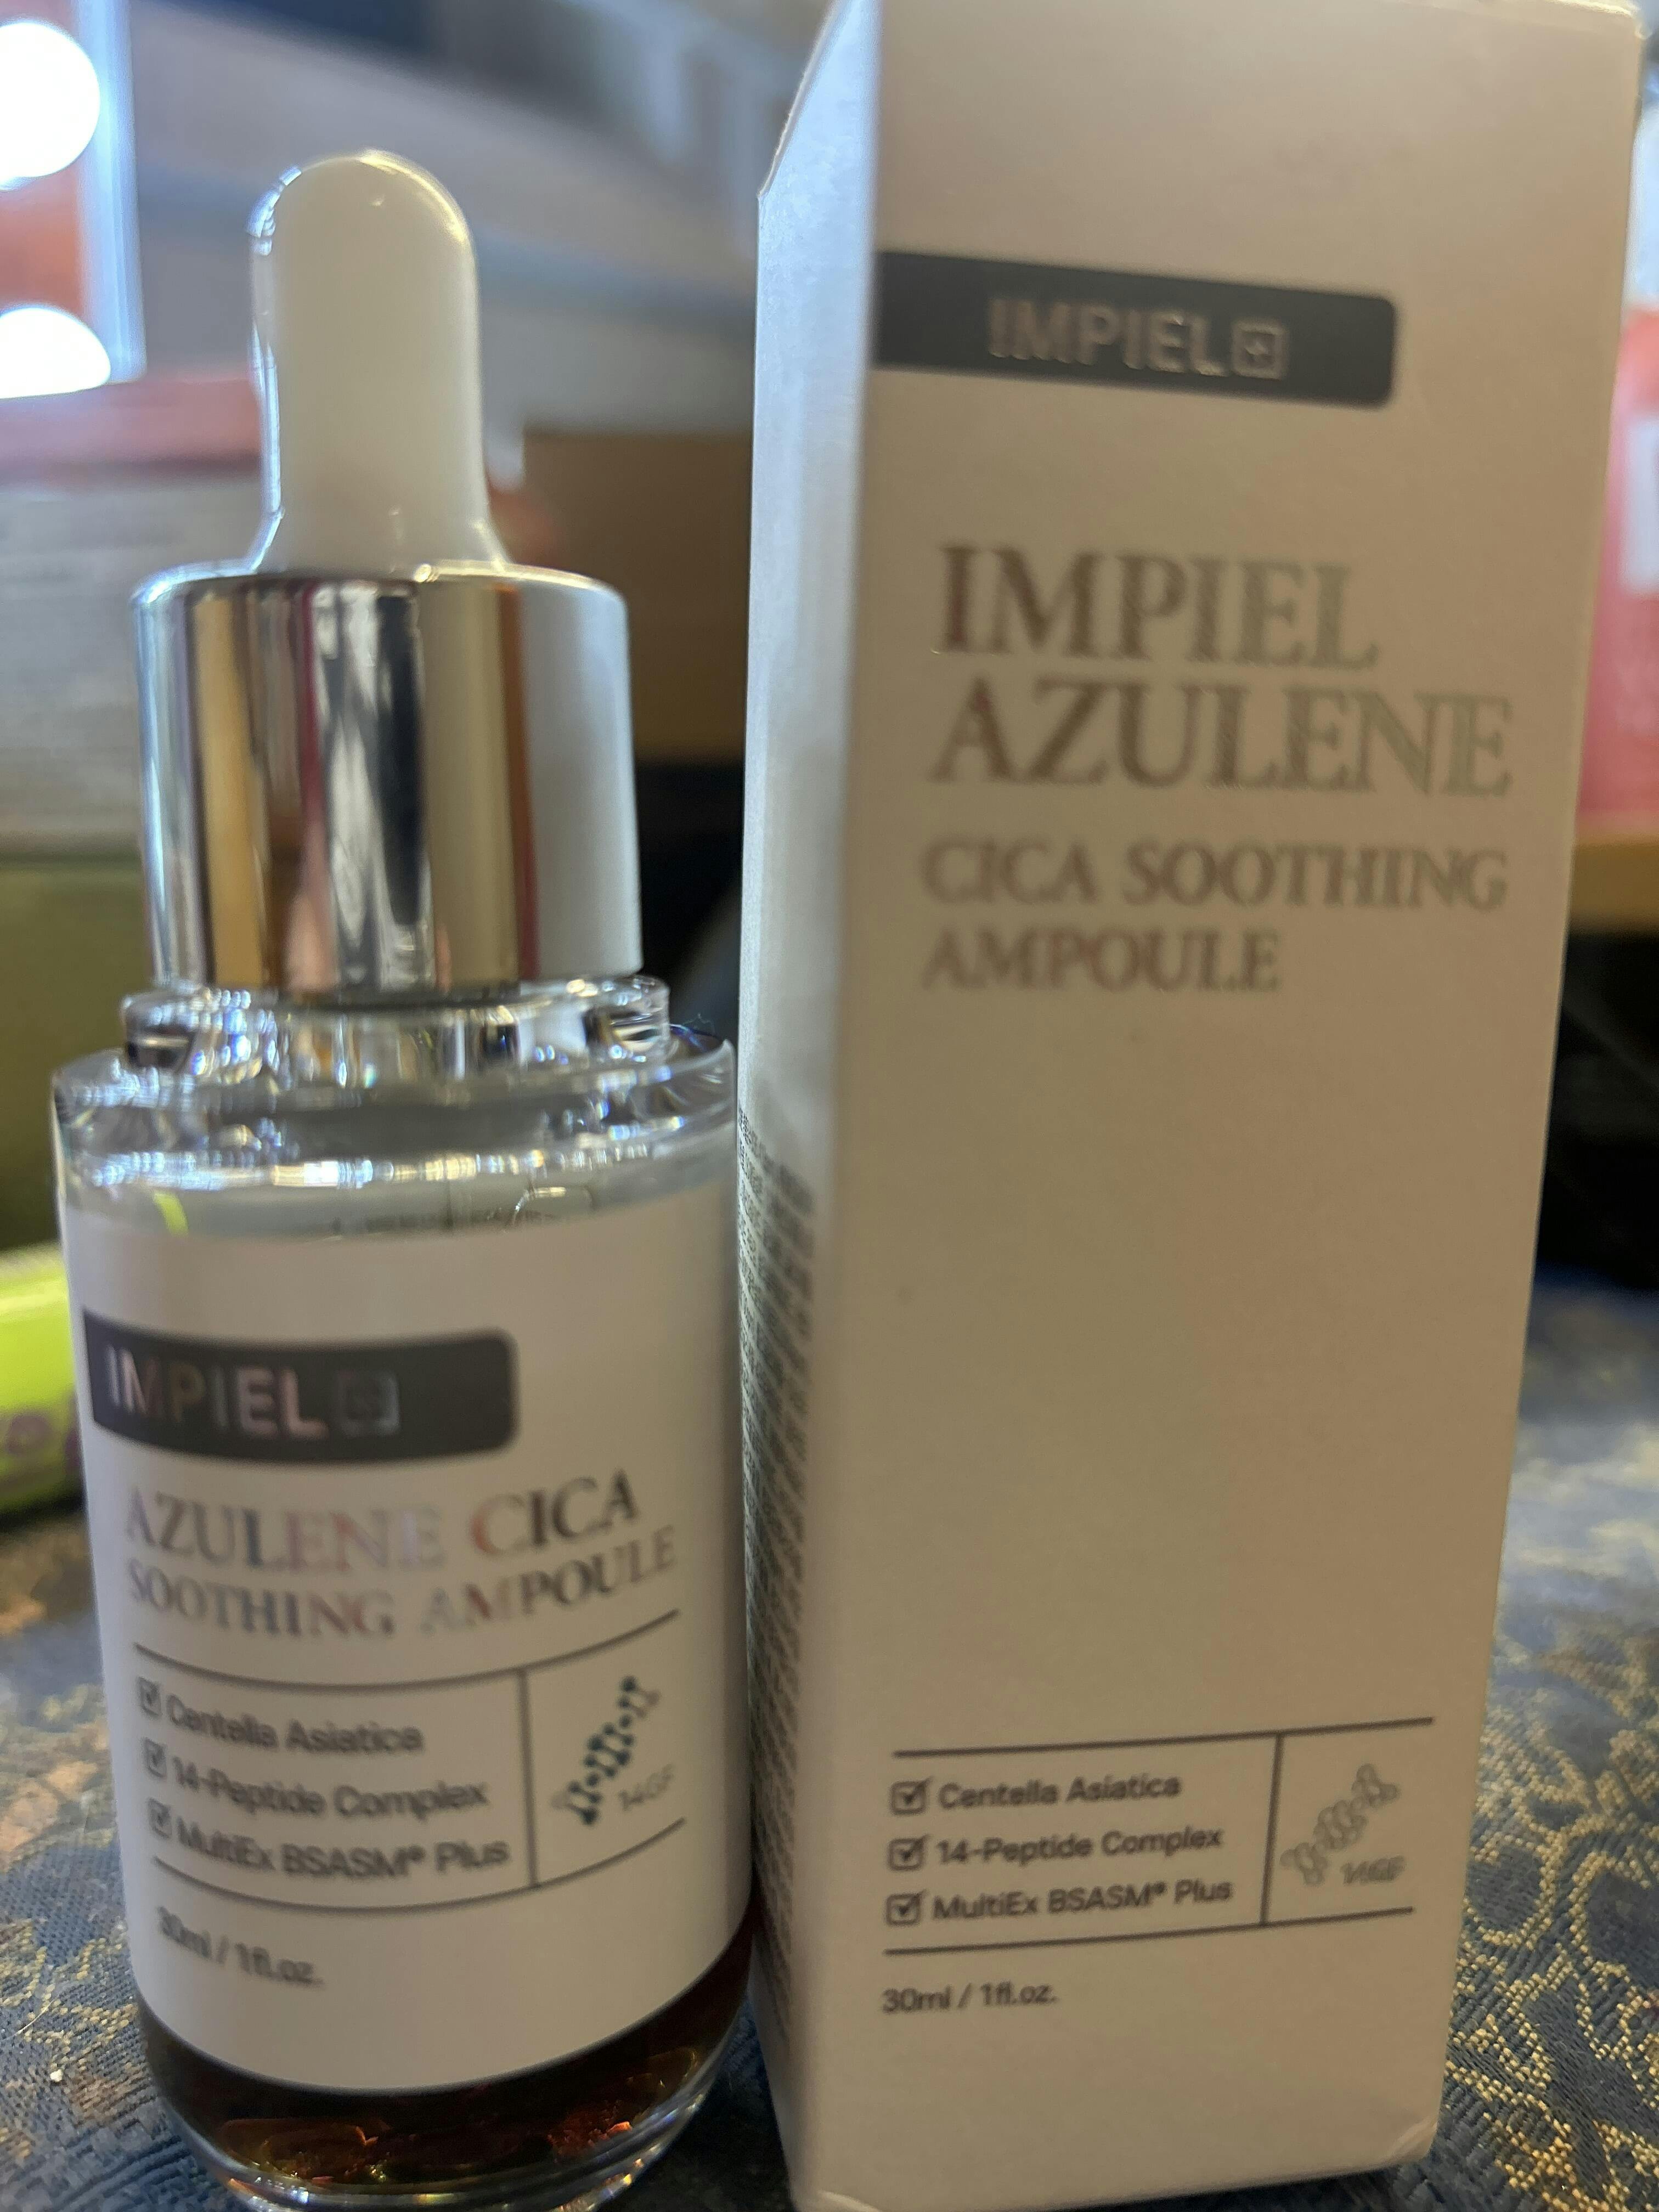 IMPIEL
AZULENE CICA
SOOTHING AMPOULE
Centella Asiatica
14-Peptide Complex
MultiEx BSASM® Plus
14GF
30ml / 1fl.oz.
IMPIEL
IMPIEL
AZULENE
CICA SOOTHING
AMPOULE
Centella Asiatica
14-Peptide Complex
MultiEx BSASM® Plus
14GF
30ml / 1fl.oz.